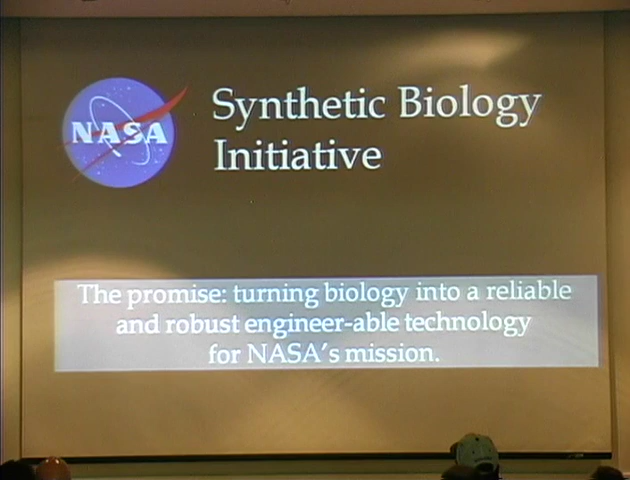 NASA
Synthetic Biology
Initiative
The promise: turning biology into a reliable
and robust engineer-able technology
for NASA's mission.